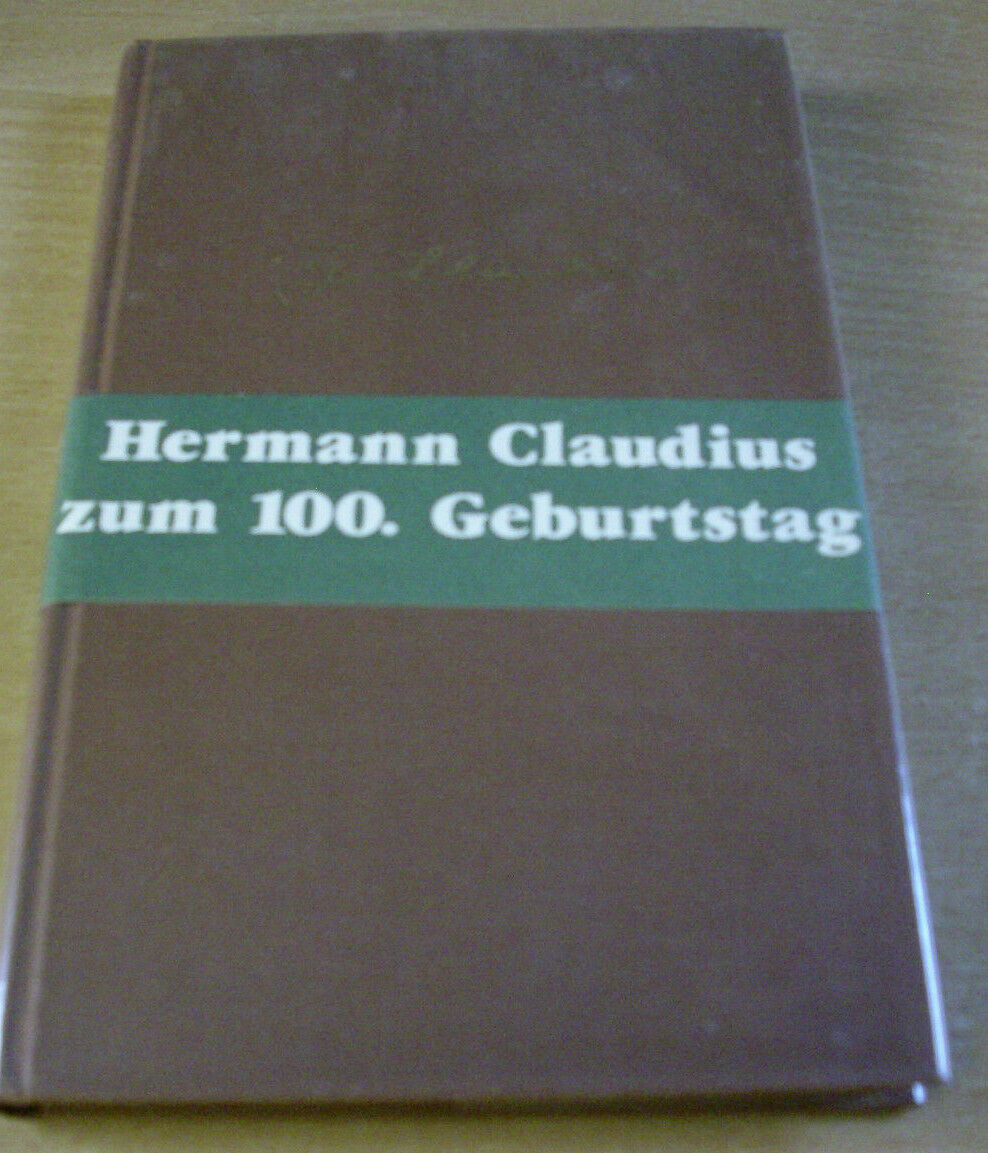 Hermann Claudius
zum 100. Geburtstag